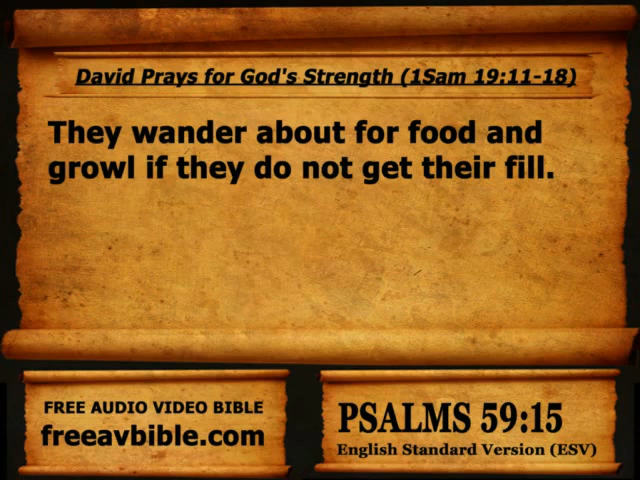 David Prays for God's Strength (1Sam 19:11-18)
They wander about for food and
growl if they do not get their fill.
FREE AUDIO VIDEO BIBLE
freeavbible.com
PSALMS 59:15
English Standard Version (ESV)